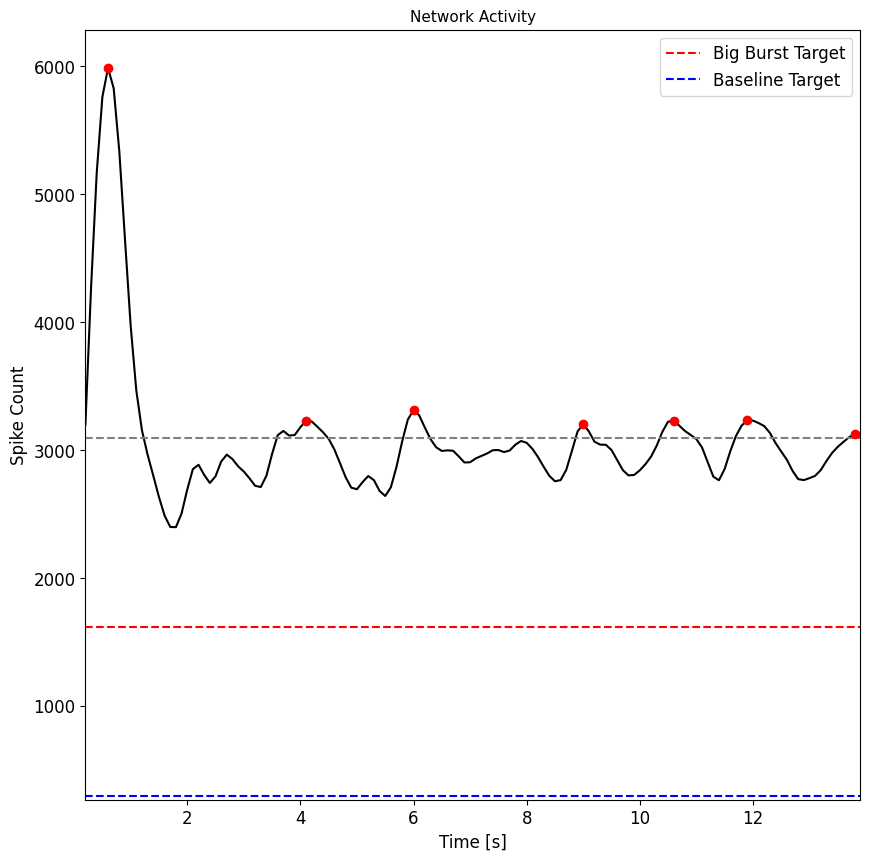 Network Activity
Big Burst Target
Baseline Target
Spike Count
6000
5000
4000
3000
2000
1000
2 4 6 8 10 12
Time [s]